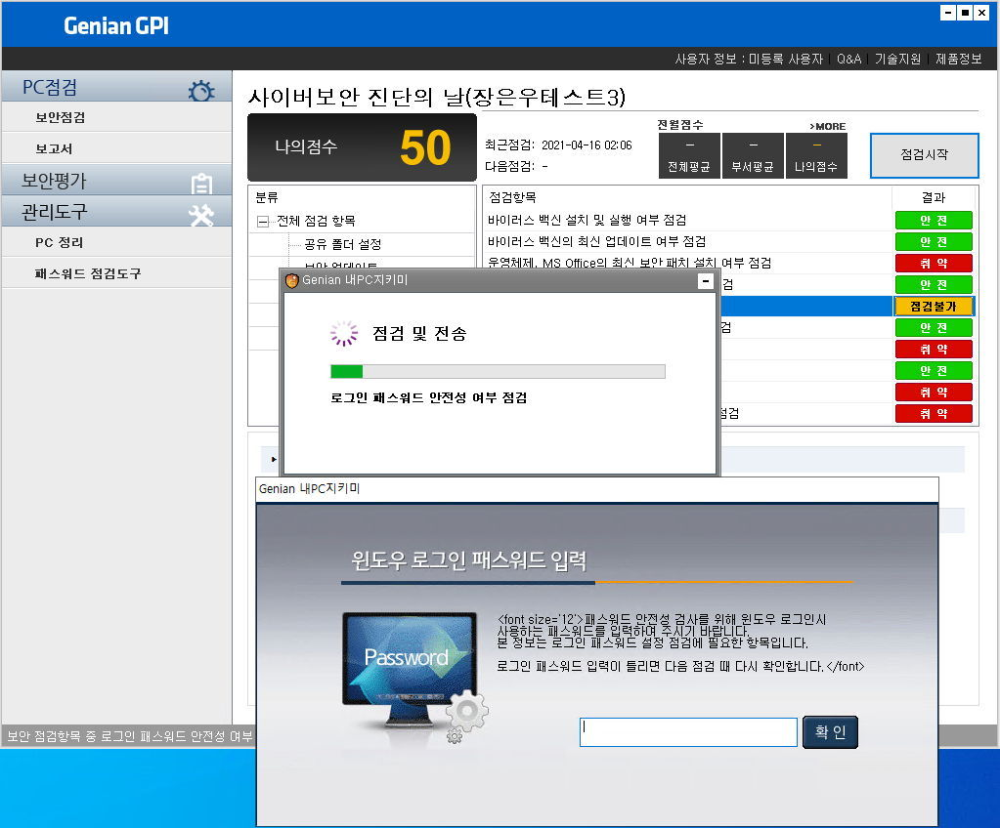 Genian GPI
사용자 정보 : 미등록 사용자 | Q&A | 기술지원 | 제품정보
PC점검
보안점검
보고서
보안평가
관리도구
PC 정리
패스워드 점검도구
사이버보안 진단의 날(장은우테스트3)
나의점수 50
최근점검: 2021-04-16 02:06
다음점검: -
전월점수 >MORE
- - -
전체평균 부서평균 나의점수
점검시작
분류
전체 점검 항목
공유 폴더 설정
보안 업데이트
점검항목 결과
바이러스 백신 설치 및 실행 여부 점검 안 전
바이러스 백신의 최신 업데이트 여부 점검 안 전
운영체제, MS Office의 최신 보안 패치 설치 여부 점검 취 약
검 안 전
점검불가
검 안 전
취 약
안 전
취 약
점검 취 약
Genian 내PC지키미
점검 및 전송
로그인 패스워드 안전성 여부 점검
Genian 내PC지키미
윈도우 로그인 패스워드 입력
Password
<font size='12'>패스워드 안전성 검사를 위해 윈도우 로그인시
사용하는 패스워드를 입력하여 주시기 바랍니다.
본 정보는 로그인 패스워드 설정 점검에 필요한 항목입니다.
로그인 패스워드 입력이 틀리면 다음 점검 때 다시 확인합니다.</font>
확 인
보안 점검항목 중 로그인 패스워드 안전성 여부